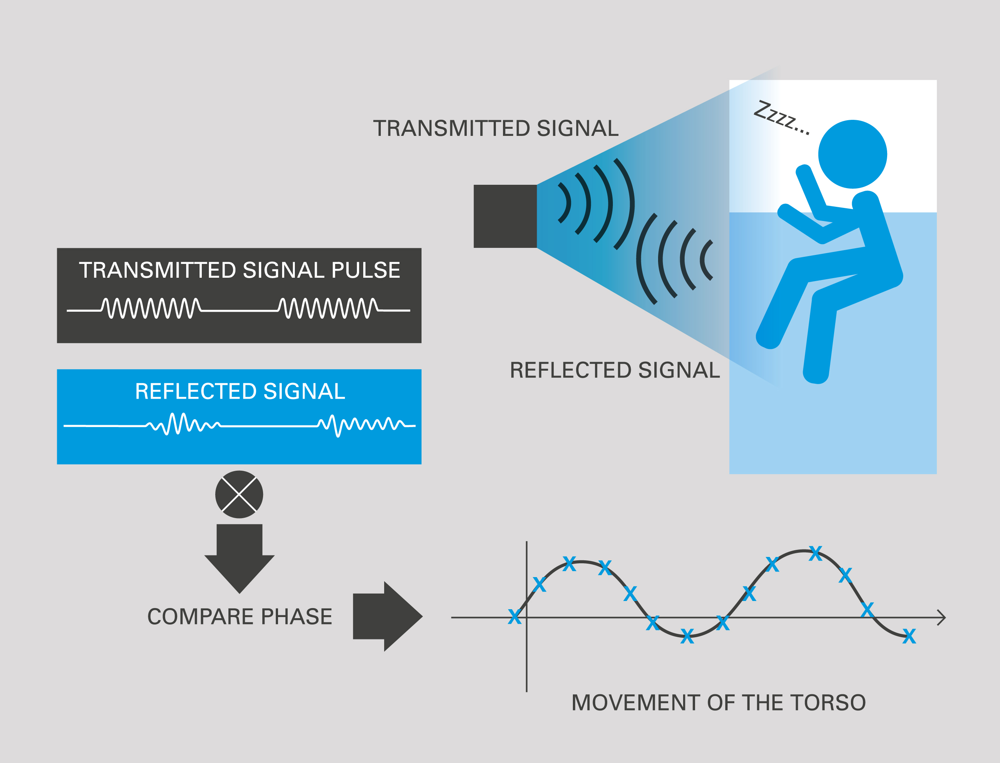 TRANSMITTED SIGNAL
Zzzz....
TRANSMITTED SIGNAL PULSE
REFLECTED SIGNAL
REFLECTED SIGNAL
COMPARE PHASE
X X X X X X X X X X X X X X
MOVEMENT OF THE TORSO